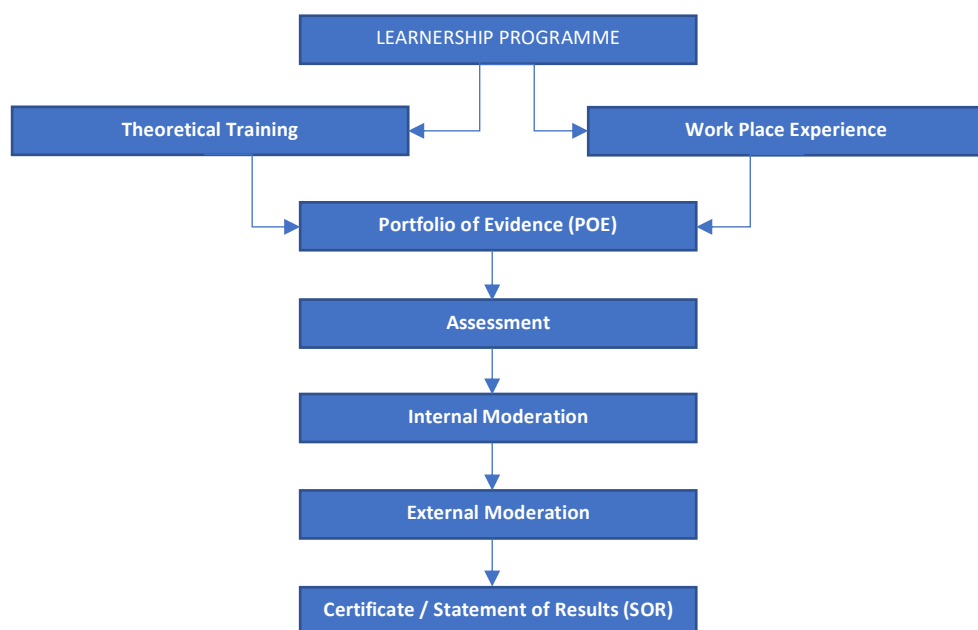 LEARNERSHIP PROGRAMME
Theoretical Training
Work Place Experience
Portfolio of Evidence (POE)
Assessment
Internal Moderation
External Moderation
Certificate / Statement of Results (SOR)